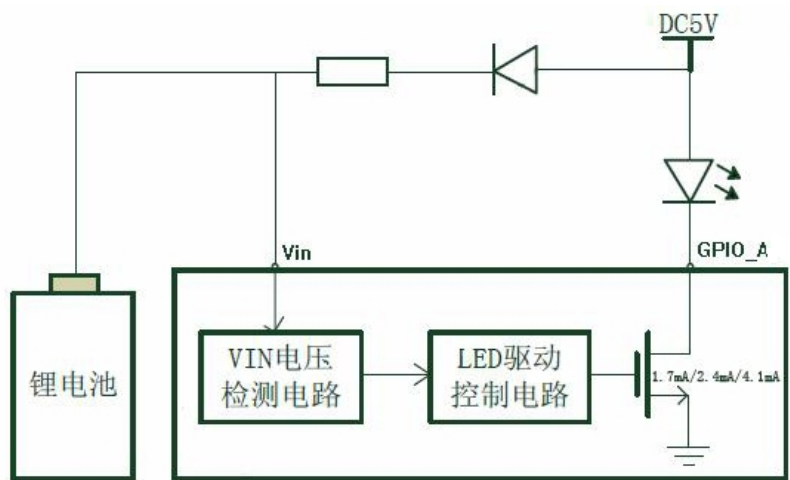 DC5V
Vin
GPIO_A
锂电池
VIN电压
检测电路
LED驱动
控制电路
1.7mA/2.4mA/4.1mA